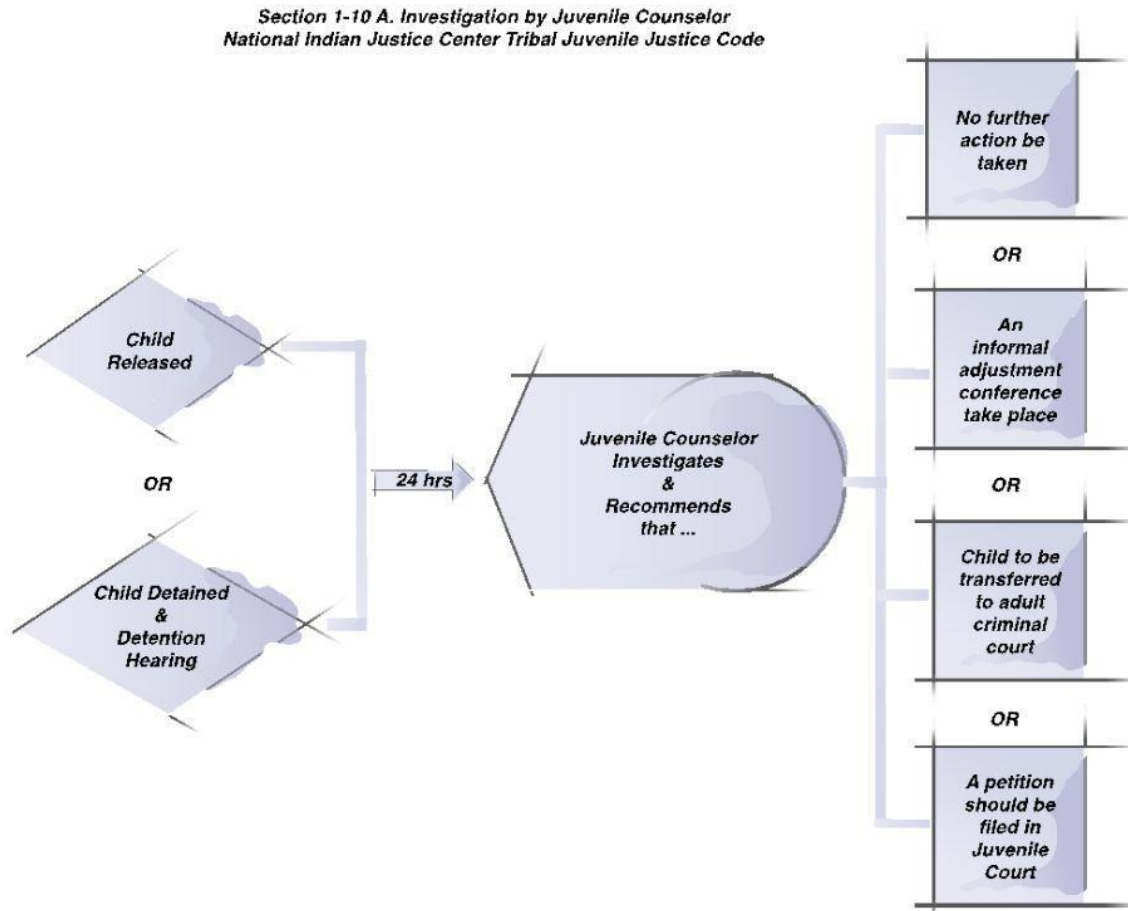 Section 1-10 A. Investigation by Juvenile Counselor
National Indian Justice Center Tribal Juvenile Justice Code
Child
Released
OR
Child Detained
&
Detention
Hearing
24 hrs
Juvenile Counselor
Investigates
&
Recommends
that ...
No further
action be
taken
OR
An
informal
adjustment
conference
take place
OR
Child to be
transferred
to adult
criminal
court
OR
A petition
should be
filed in
Juvenile
Court